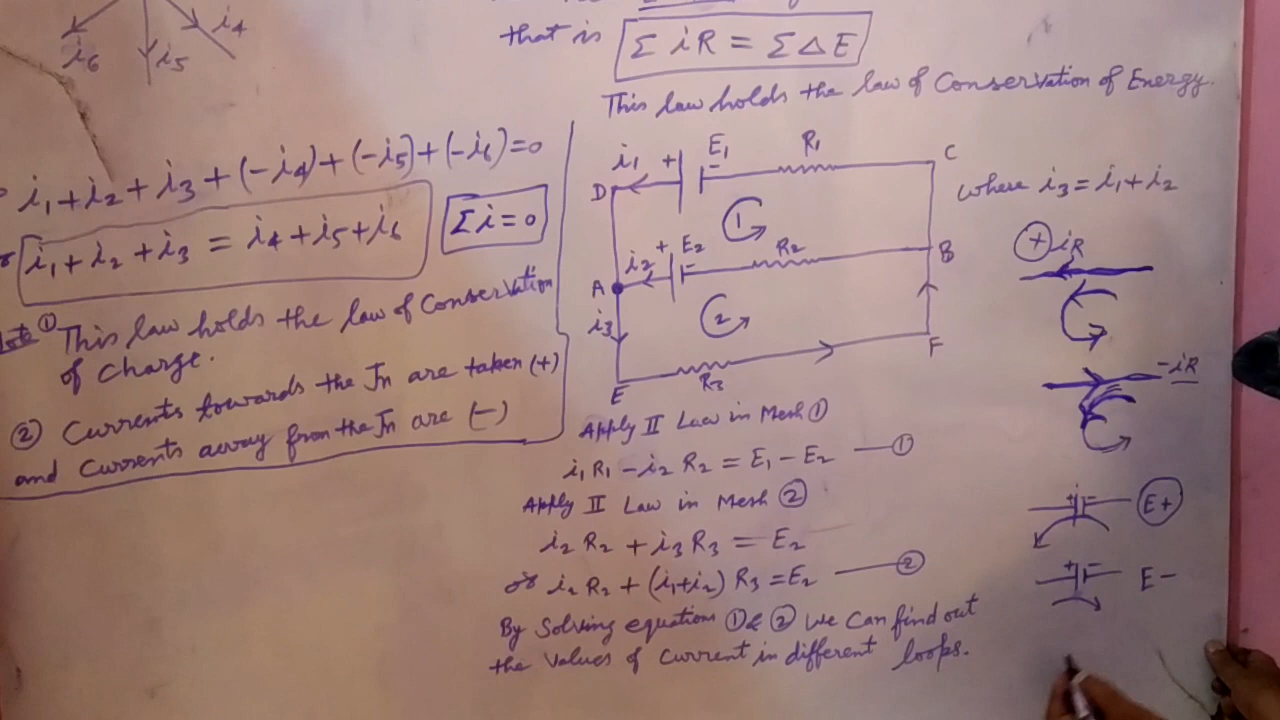 i4
i6
i5
i1 + i2 + i3 + (-i4) + (-i5) + (-i6) = 0
i1 + i2 + i3 = i4 + i5 + i6
Σi = 0
Note ① This law holds the law of Conservation
of charge.
② Currents towards the Jn are taken (+)
and Currents away from the Jn are (-)
that is Σ iR = Σ ΔE
This law holds the law of Conservation of Energy.
i1 + E1 - R1
D
C
1
where i3 = i1 + i2
i2 + E2 - R2
A
B
i3
2
E
R3
F
+ iR
-iR
+ - E+
+ - E-
Apply II Law in Mesh ①
i1 R1 - i2 R2 = E1 - E2 — ①
Apply II Law in Mesh ②
i2 R2 + i3 R3 = E2
or i2 R2 + (i1+i2) R3 = E2 — ②
By Solving equations ① & ② We Can find out
the values of current in different loops.